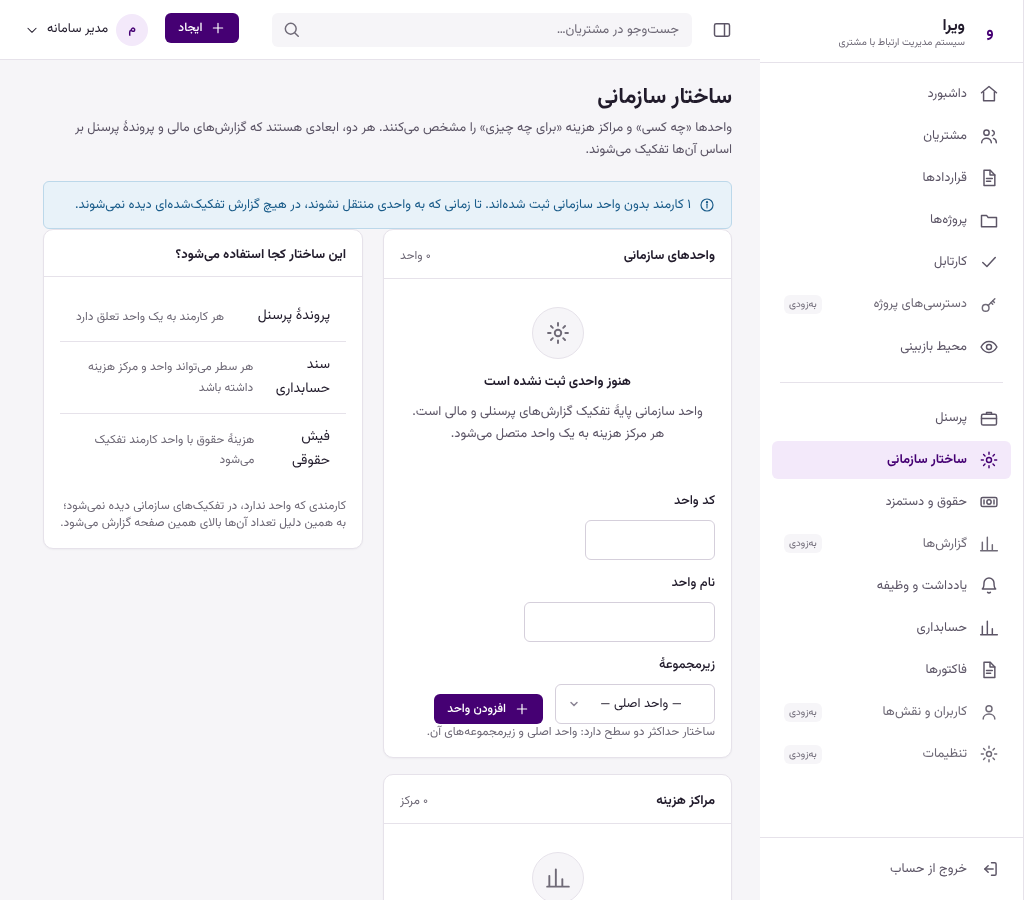 و
ویرا
سیستم مدیریت ارتباط با مشتری
داشبورد
مشتریان
قراردادها
پروژه‌ها
کارتابل
دسترسی‌های پروژه
به‌زودی
محیط بازبینی
پرسنل
ساختار سازمانی
حقوق و دستمزد
گزارش‌ها
به‌زودی
یادداشت و وظیفه
حسابداری
فاکتورها
کاربران و نقش‌ها
به‌زودی
تنظیمات
به‌زودی
خروج از حساب
جست‌وجو در مشتریان…
ایجاد
م
مدیر سامانه
ساختار سازمانی
واحدها «چه کسی» و مراکز هزینه «برای چه چیزی» را مشخص می‌کنند. هر دو، ابعادی هستند که گزارش‌های مالی و پروندهٔ پرسنل بر
اساس آن‌ها تفکیک می‌شوند.
۱ کارمند بدون واحد سازمانی ثبت شده‌اند. تا زمانی که به واحدی منتقل نشوند، در هیچ گزارش تفکیک‌شده‌ای دیده نمی‌شوند.
واحدهای سازمانی
۰ واحد
هنوز واحدی ثبت نشده است
واحد سازمانی پایهٔ تفکیک گزارش‌های پرسنلی و مالی است.
هر مرکز هزینه به یک واحد متصل می‌شود.
کد واحد
نام واحد
زیرمجموعهٔ
— واحد اصلی —
افزودن واحد
ساختار حداکثر دو سطح دارد: واحد اصلی و زیرمجموعه‌های آن.
مراکز هزینه
۰ مرکز
این ساختار کجا استفاده می‌شود؟
پروندهٔ پرسنل
هر کارمند به یک واحد تعلق دارد
سند
حسابداری
هر سطر می‌تواند واحد و مرکز هزینه
داشته باشد
فیش
حقوقی
هزینهٔ حقوق با واحد کارمند تفکیک
می‌شود
کارمندی که واحد ندارد، در تفکیک‌های سازمانی دیده نمی‌شود؛
به همین دلیل تعداد آن‌ها بالای همین صفحه گزارش می‌شود.